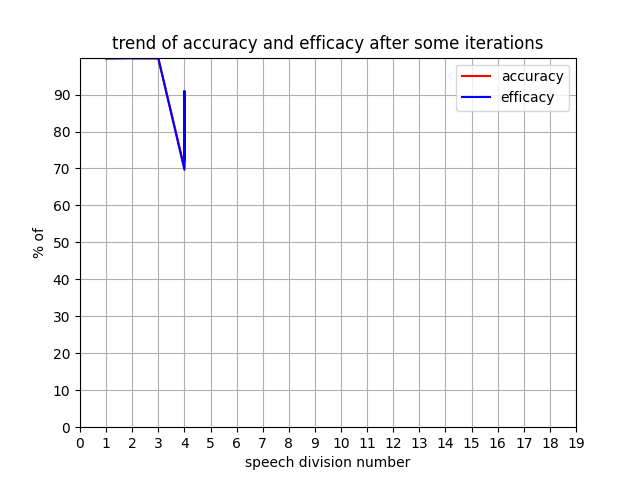 trend of accuracy and efficacy after some iterations
accuracy
efficacy
90
80
70
60
50
40
30
20
10
0
% of
0 1 2 3 4 5 6 7 8 9 10 11 12 13 14 15 16 17 18 19
speech division number